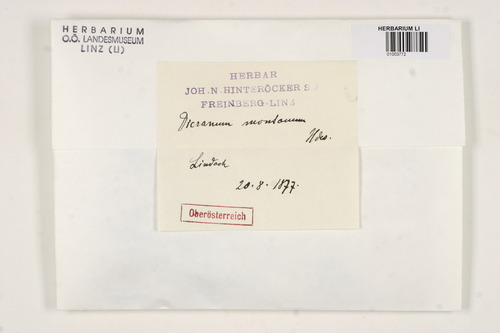 HERBARIUM
O.Ö. LANDESMUSEUM
LINZ (LI)
HERBARIUM LI
HERBAR
JOH. N. HINTERÖCKER S J
FREINBERG-LINZ
Dicranum montanum
Hdw.
Lindach
20. 8. 1877.
Oberösterreich